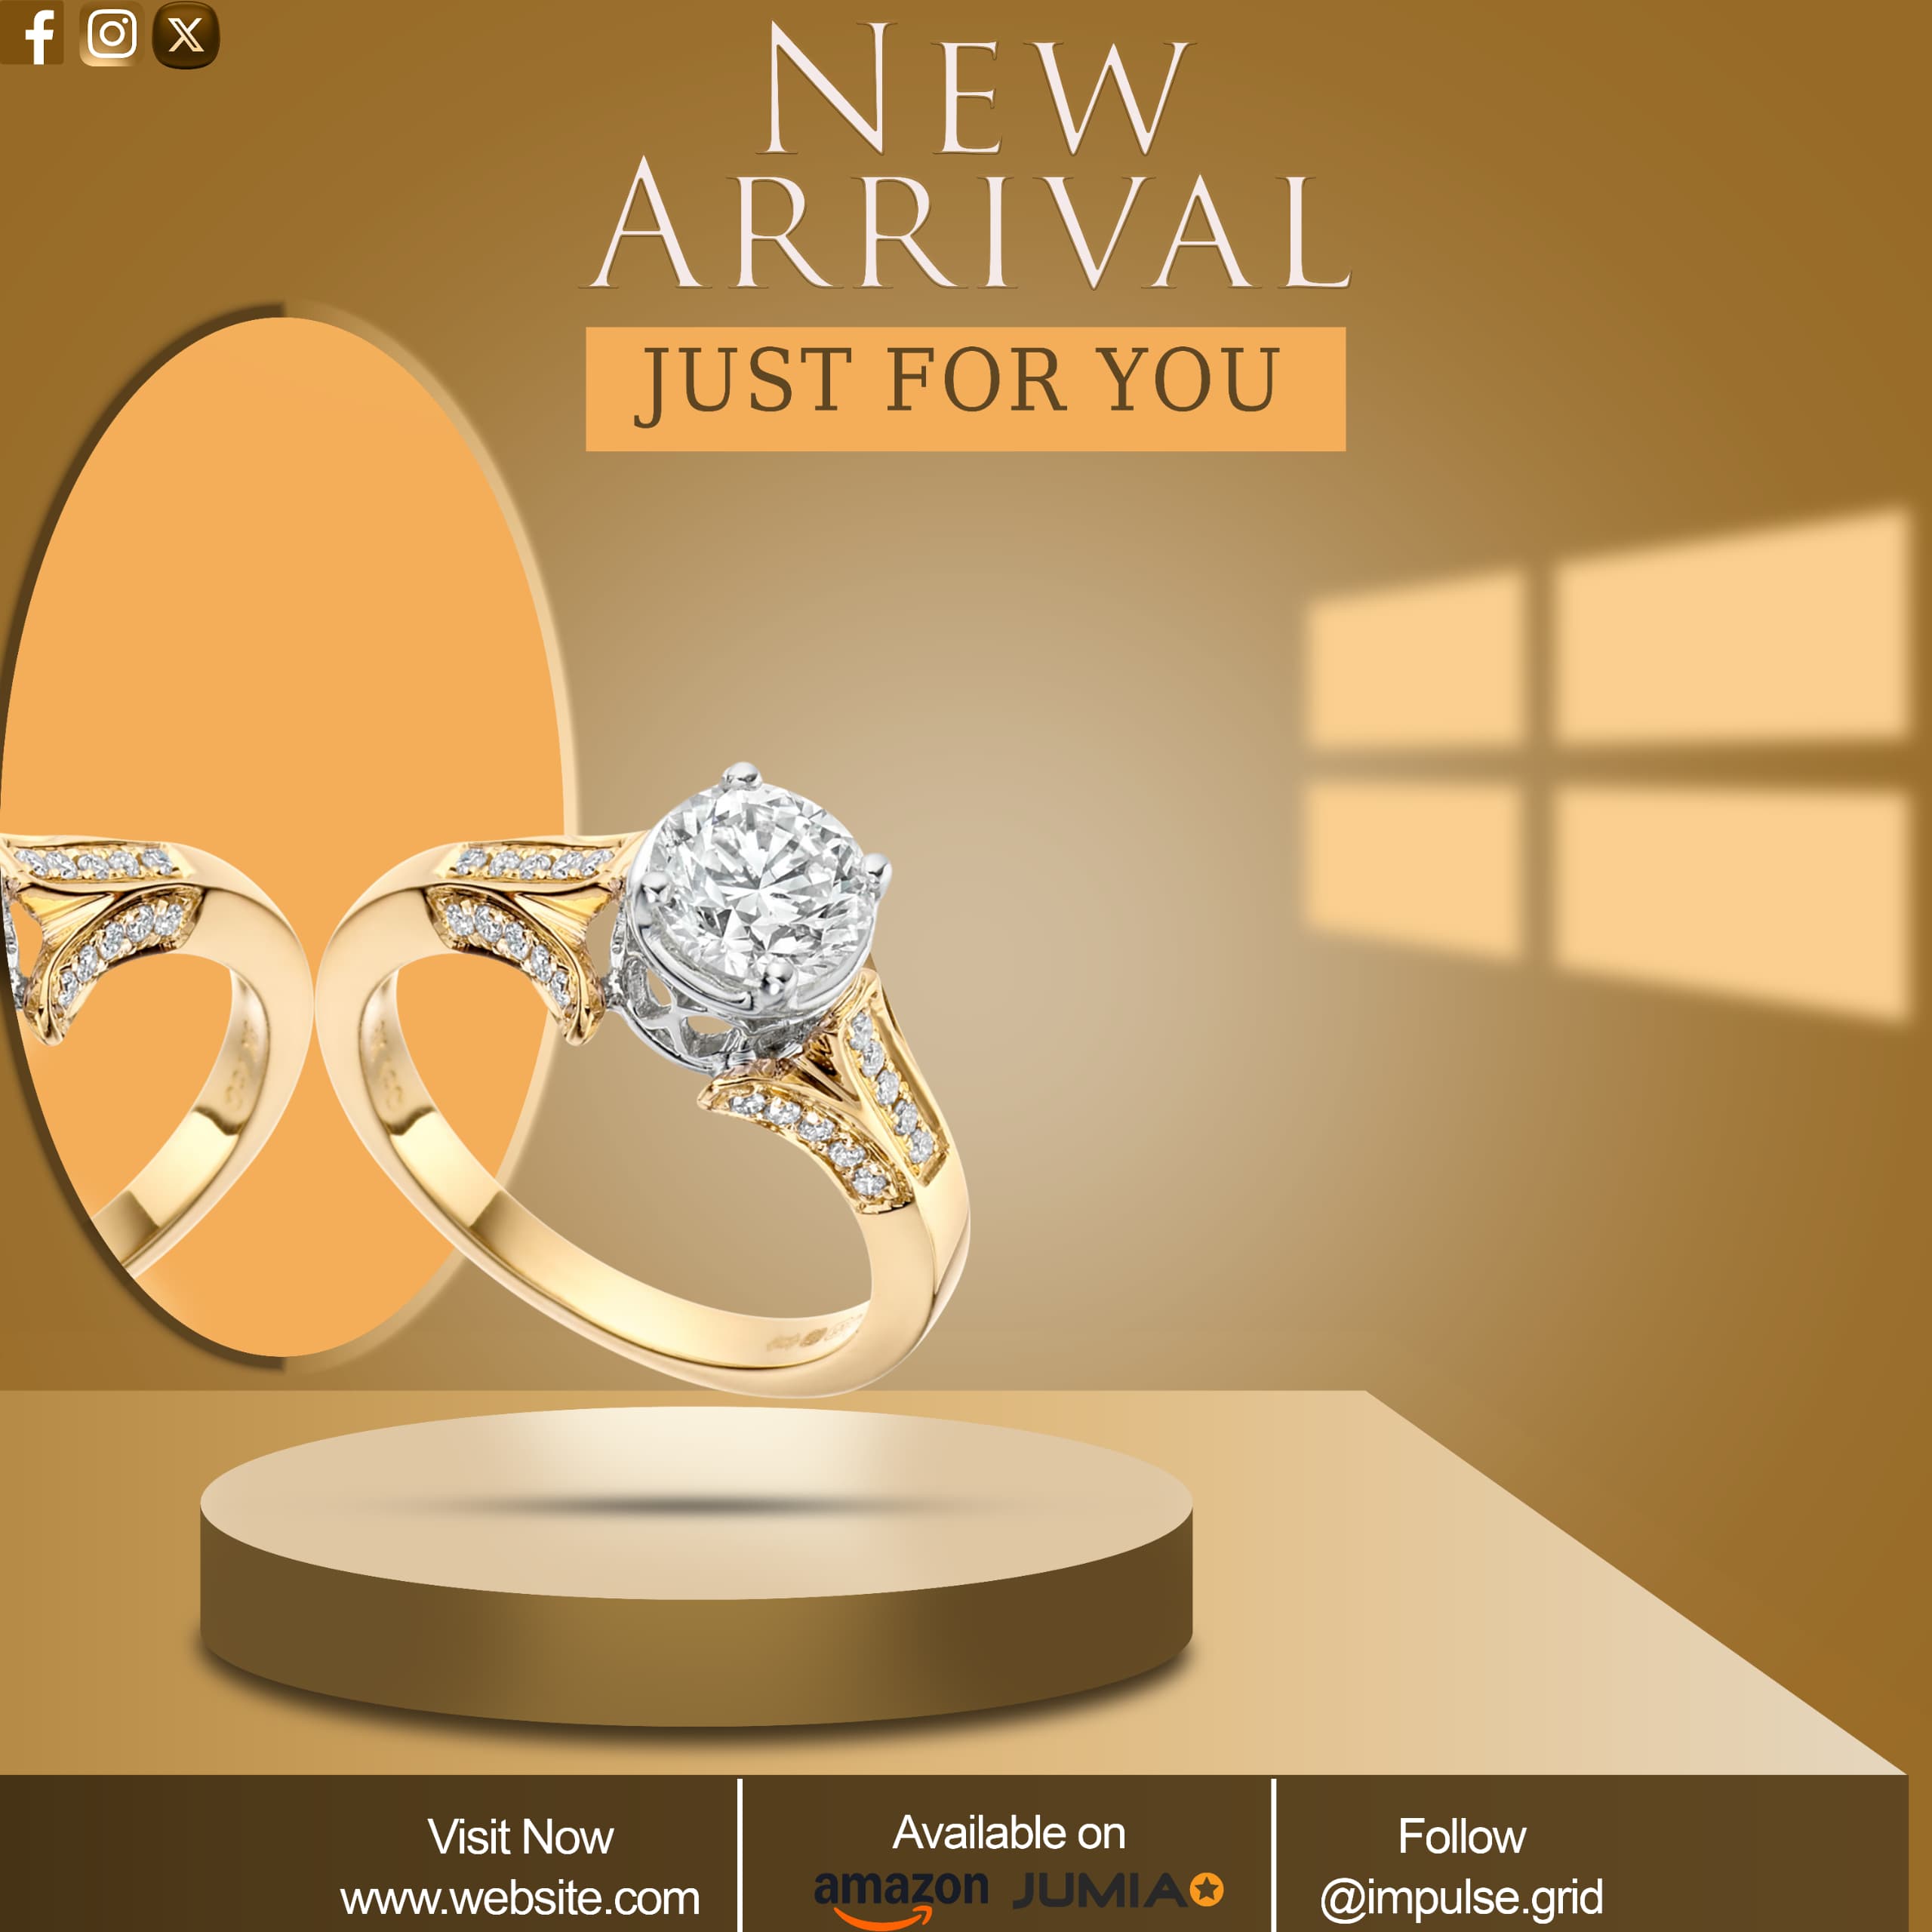 NEW
ARRIVAL
JUST FOR YOU
Visit Now
www.website.com
Available on
amazon JUMIA
Follow
@impulse.grid